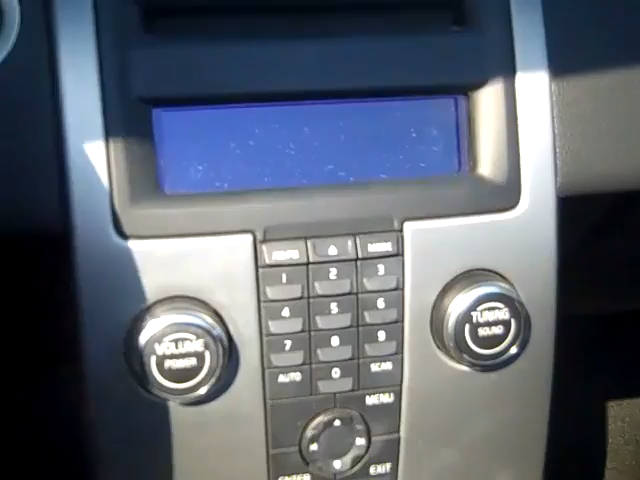 MODE
1 2 3
4 5 6
VOLUME
POWER
TUNING
SOUND
7 8 9
AUTO 0 SCAN
MENU
ENTER EXIT